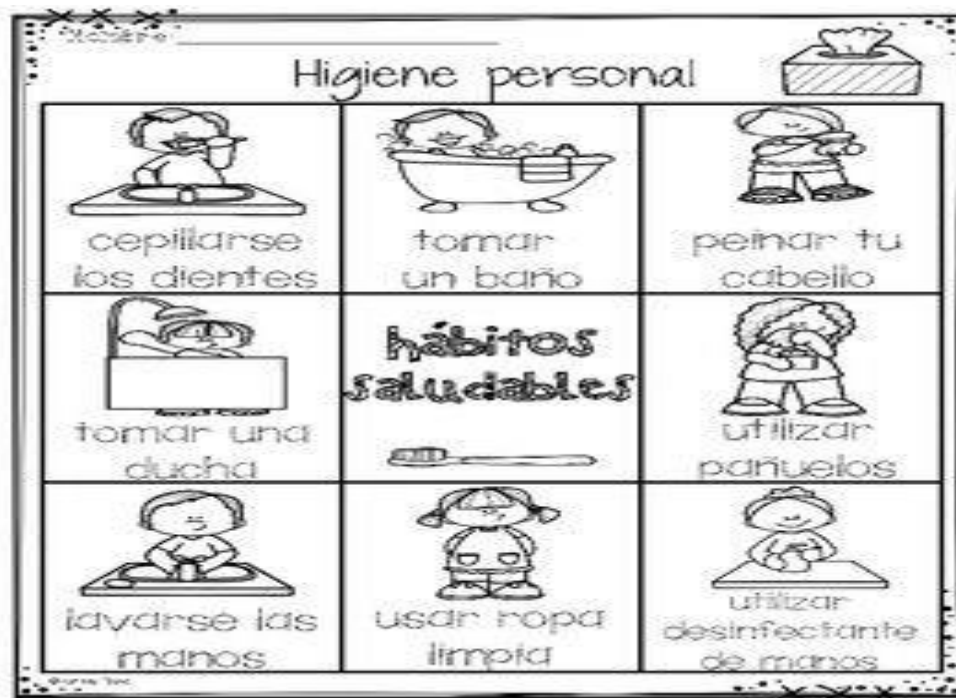 Nombre
Higiene personal
cepillarse
los dientes
tomar
un baño
peinar tu
cabello
tomar una
ducha
hábitos
saludables
utilizar
pañuelos
lavarse las
manos
usar ropa
limpia
utilizar
desinfectante
de manos